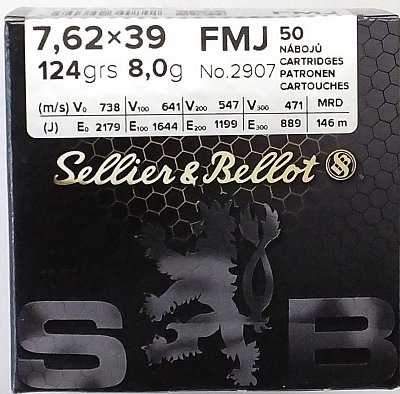 7,62×39 FMJ 50
NÁBOJŮ
124grs 8,0g No.2907 CARTRIDGES
PATRONEN
CARTOUCHES
(m/s) V0 738 V100 641 V200 547 V300 471 MRD
(J) E0 2179 E100 1644 E200 1199 E300 889 146 m
Sellier & Bellot SB
S B